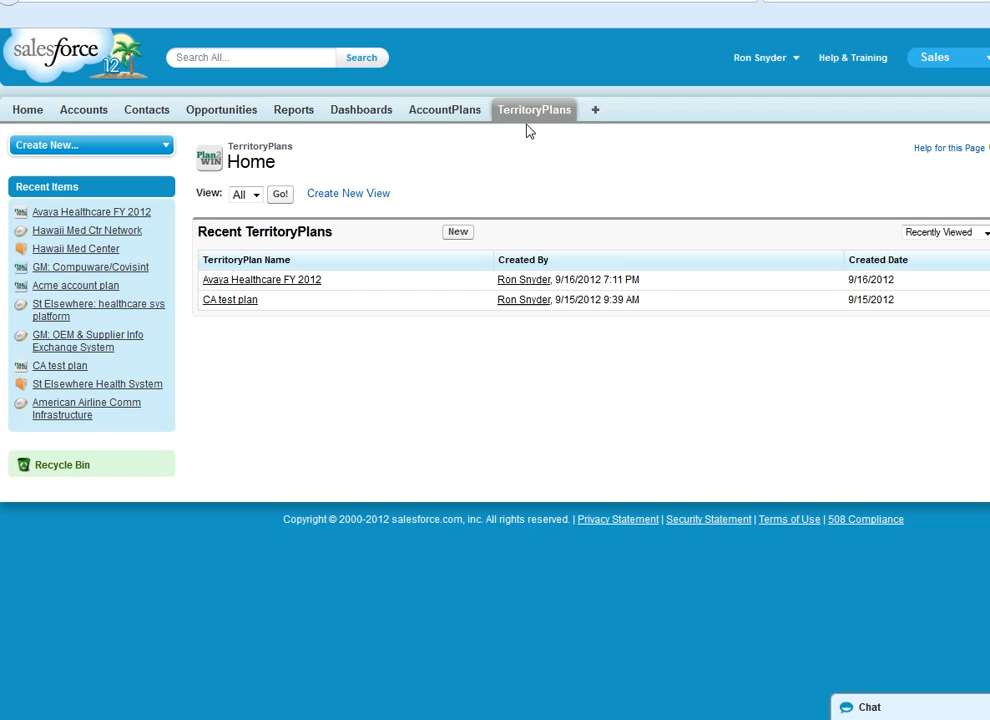 salesforce
12
Search All...
Search
Ron Snyder
Help & Training
Sales
Home
Accounts
Contacts
Opportunities
Reports
Dashboards
AccountPlans
TerritoryPlans
+
Create New...
Plan2
WIN
TerritoryPlans
Home
Help for this Page
View:
All
Go!
Create New View
Recent Items
Avaya Healthcare FY 2012
Hawaii Med Ctr Network
Hawaii Med Center
GM: Compuware/Covisint
Acme account plan
St Elsewhere: healthcare sys
platform
GM: OEM & Supplier Info
Exchange System
CA test plan
St Elsewhere Health System
American Airline Comm
Infrastructure
Recycle Bin
Recent TerritoryPlans
New
Recently Viewed
TerritoryPlan Name
Created By
Created Date
Avaya Healthcare FY 2012
Ron Snyder, 9/16/2012 7:11 PM
9/16/2012
CA test plan
Ron Snyder, 9/15/2012 9:39 AM
9/15/2012
Copyright © 2000-2012 salesforce.com, inc. All rights reserved. | Privacy Statement | Security Statement | Terms of Use | 508 Compliance
Chat